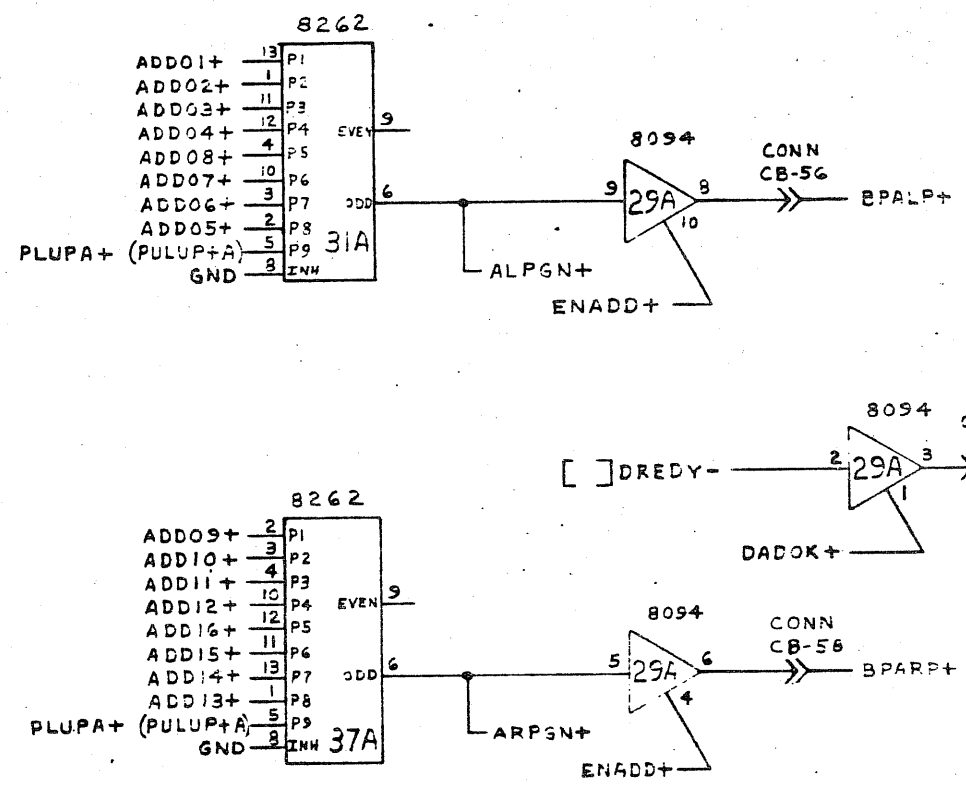 8262
ADD01+ 13 P1
ADD02+ 1 P2
ADD03+ 11 P3
ADD04+ 12 P4
ADD08+ 4 P5
ADD07+ 10 P6
ADD06+ 3 P7
ADD05+ 2 P8
PLUPA+ (PULUP+A) 5 P9
GND 8 INH
EVEN 9
ODD 6
31A
ALPGN+
8094
9 29A 8
10
ENADD+
CONN
CB-56
BPALP+
8094
[ ]DREDY- 2 29A 3
1
DADOK+
8262
ADD09+ 2 P1
ADD10+ 3 P2
ADD11+ 4 P3
ADD12+ 10 P4
ADD16+ 12 P5
ADD15+ 11 P6
ADD14+ 13 P7
ADD13+ 1 P8
PLUPA+ (PULUP+A) 5 P9
GND 8 INH
EVEN 9
ODD 6
37A
ARPGN+
8094
5 29A 6
4
ENADD+
CONN
CB-58
BPARP+